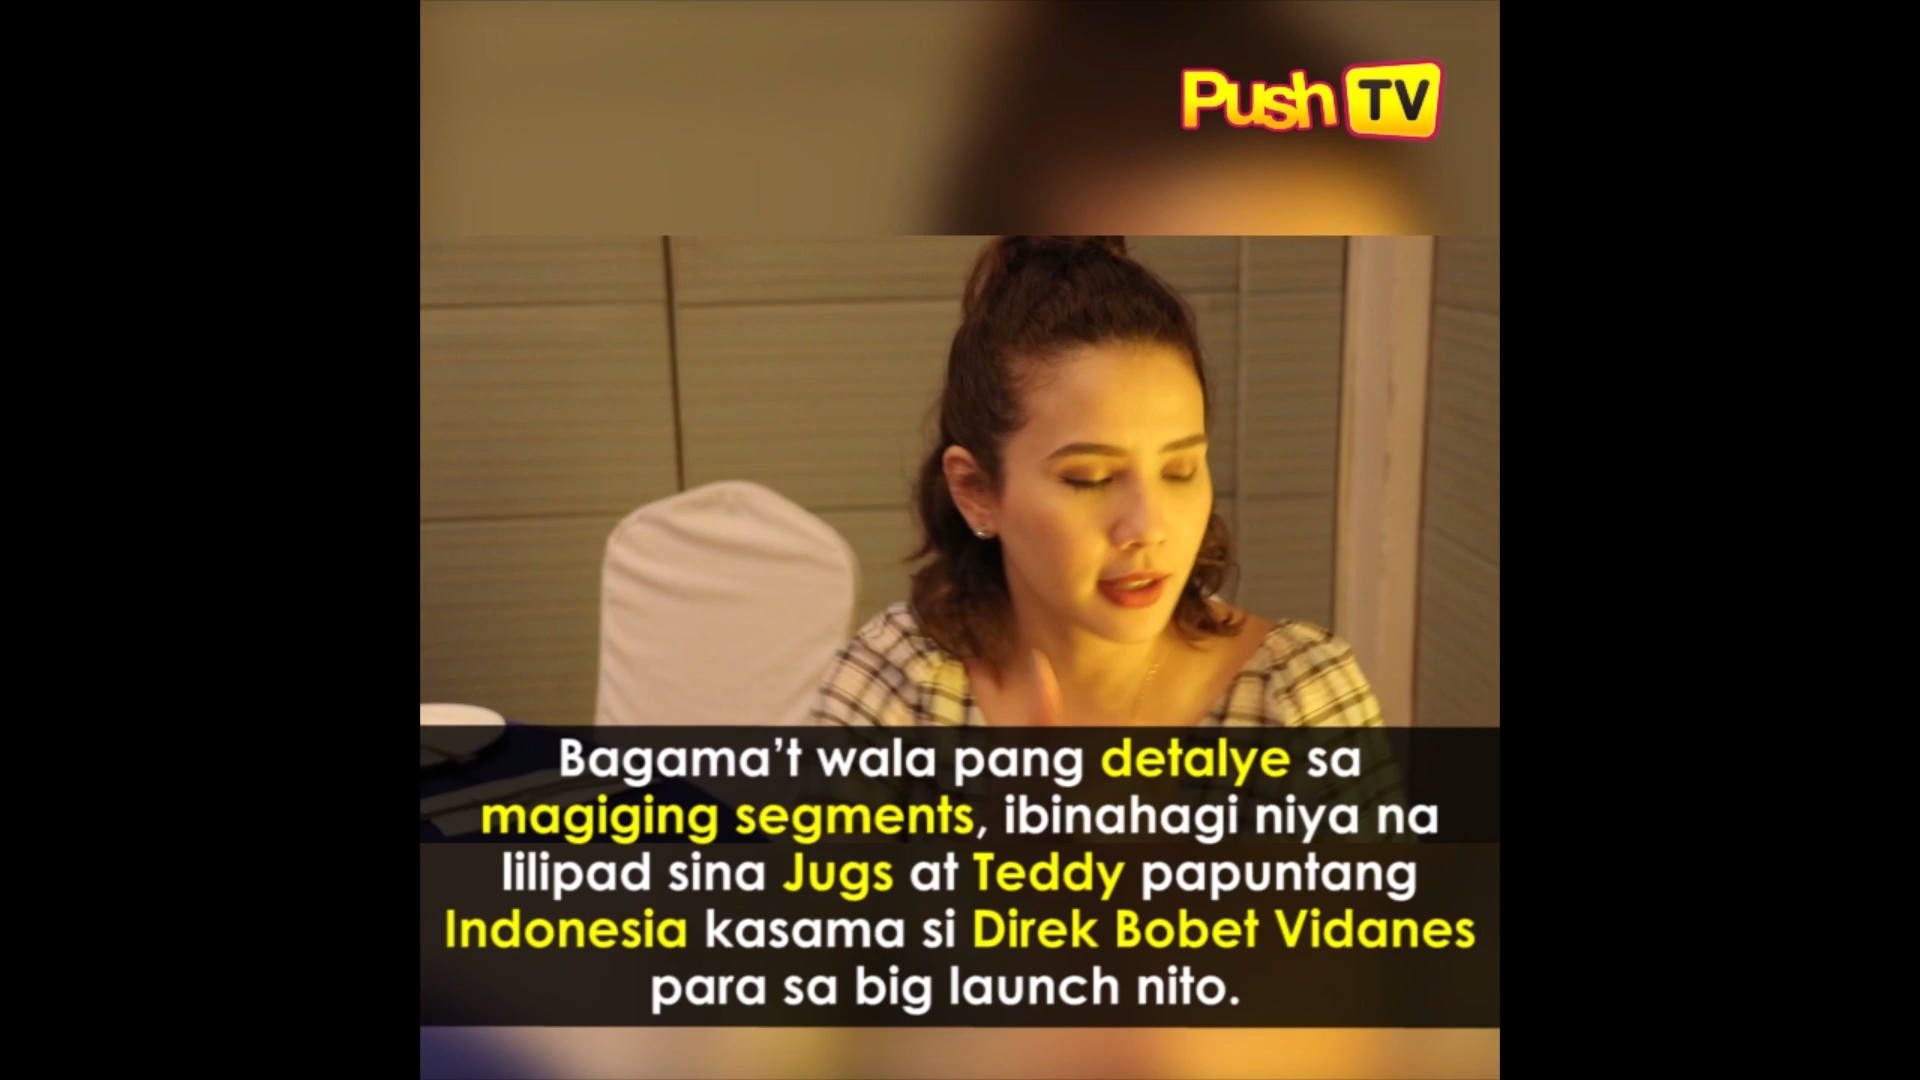 Push TV
Bagama’t wala pang detalye sa
magiging segments, ibinahagi niya na
lilipad sina Jugs at Teddy papuntang
Indonesia kasama si Direk Bobet Vidanes
para sa big launch nito.